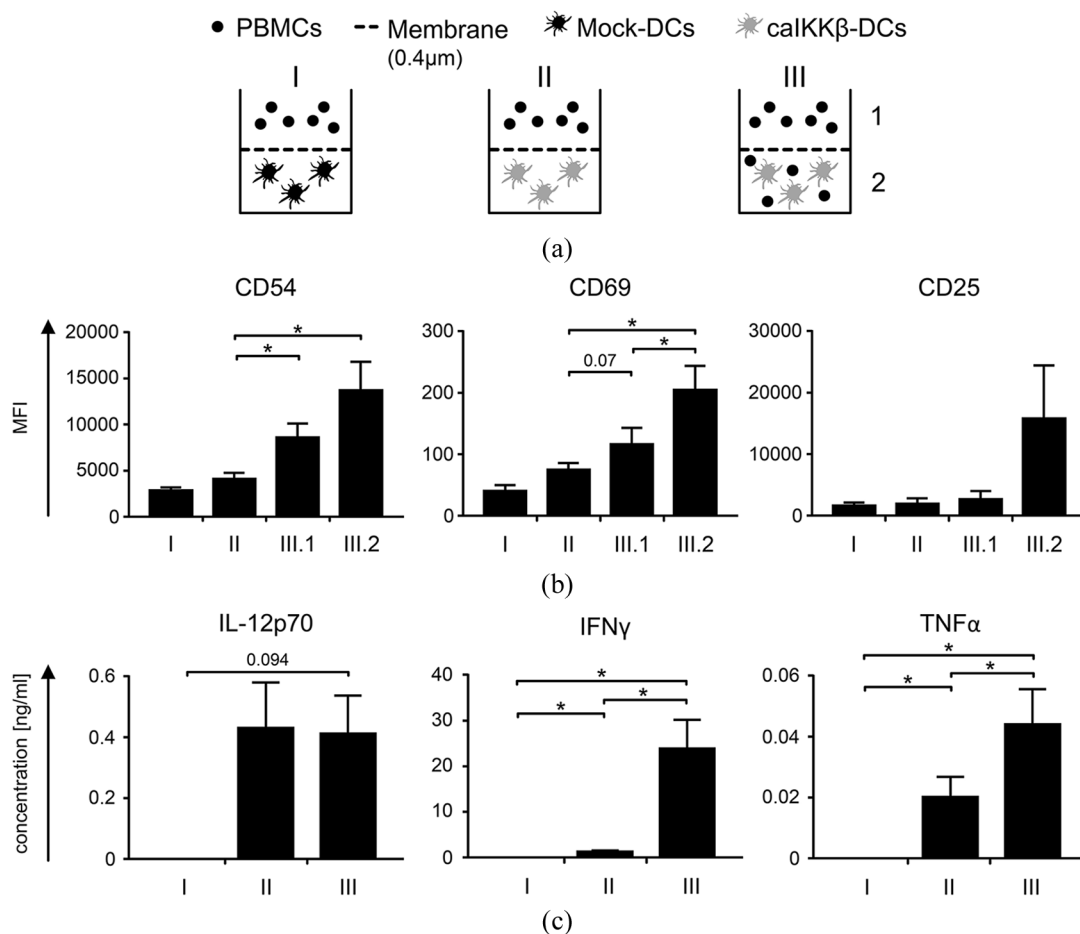 PBMCs Membrane (0.4µm) Mock-DCs caIKKβ-DCs
I II III
1
2
(a)
CD54 CD69 CD25
MFI
20000 15000 10000 5000 0
* *
I II III.1 III.2
300 200 100 0
* * 0.07
I II III.1 III.2
30000 20000 10000 0
I II III.1 III.2
(b)
IL-12p70 IFNγ TNFα
concentration [ng/ml]
0.6 0.4 0.2 0
0.094
I II III
40 30 20 10 0
* * *
I II III
0.06 0.04 0.02 0
* * *
I II III
(c)